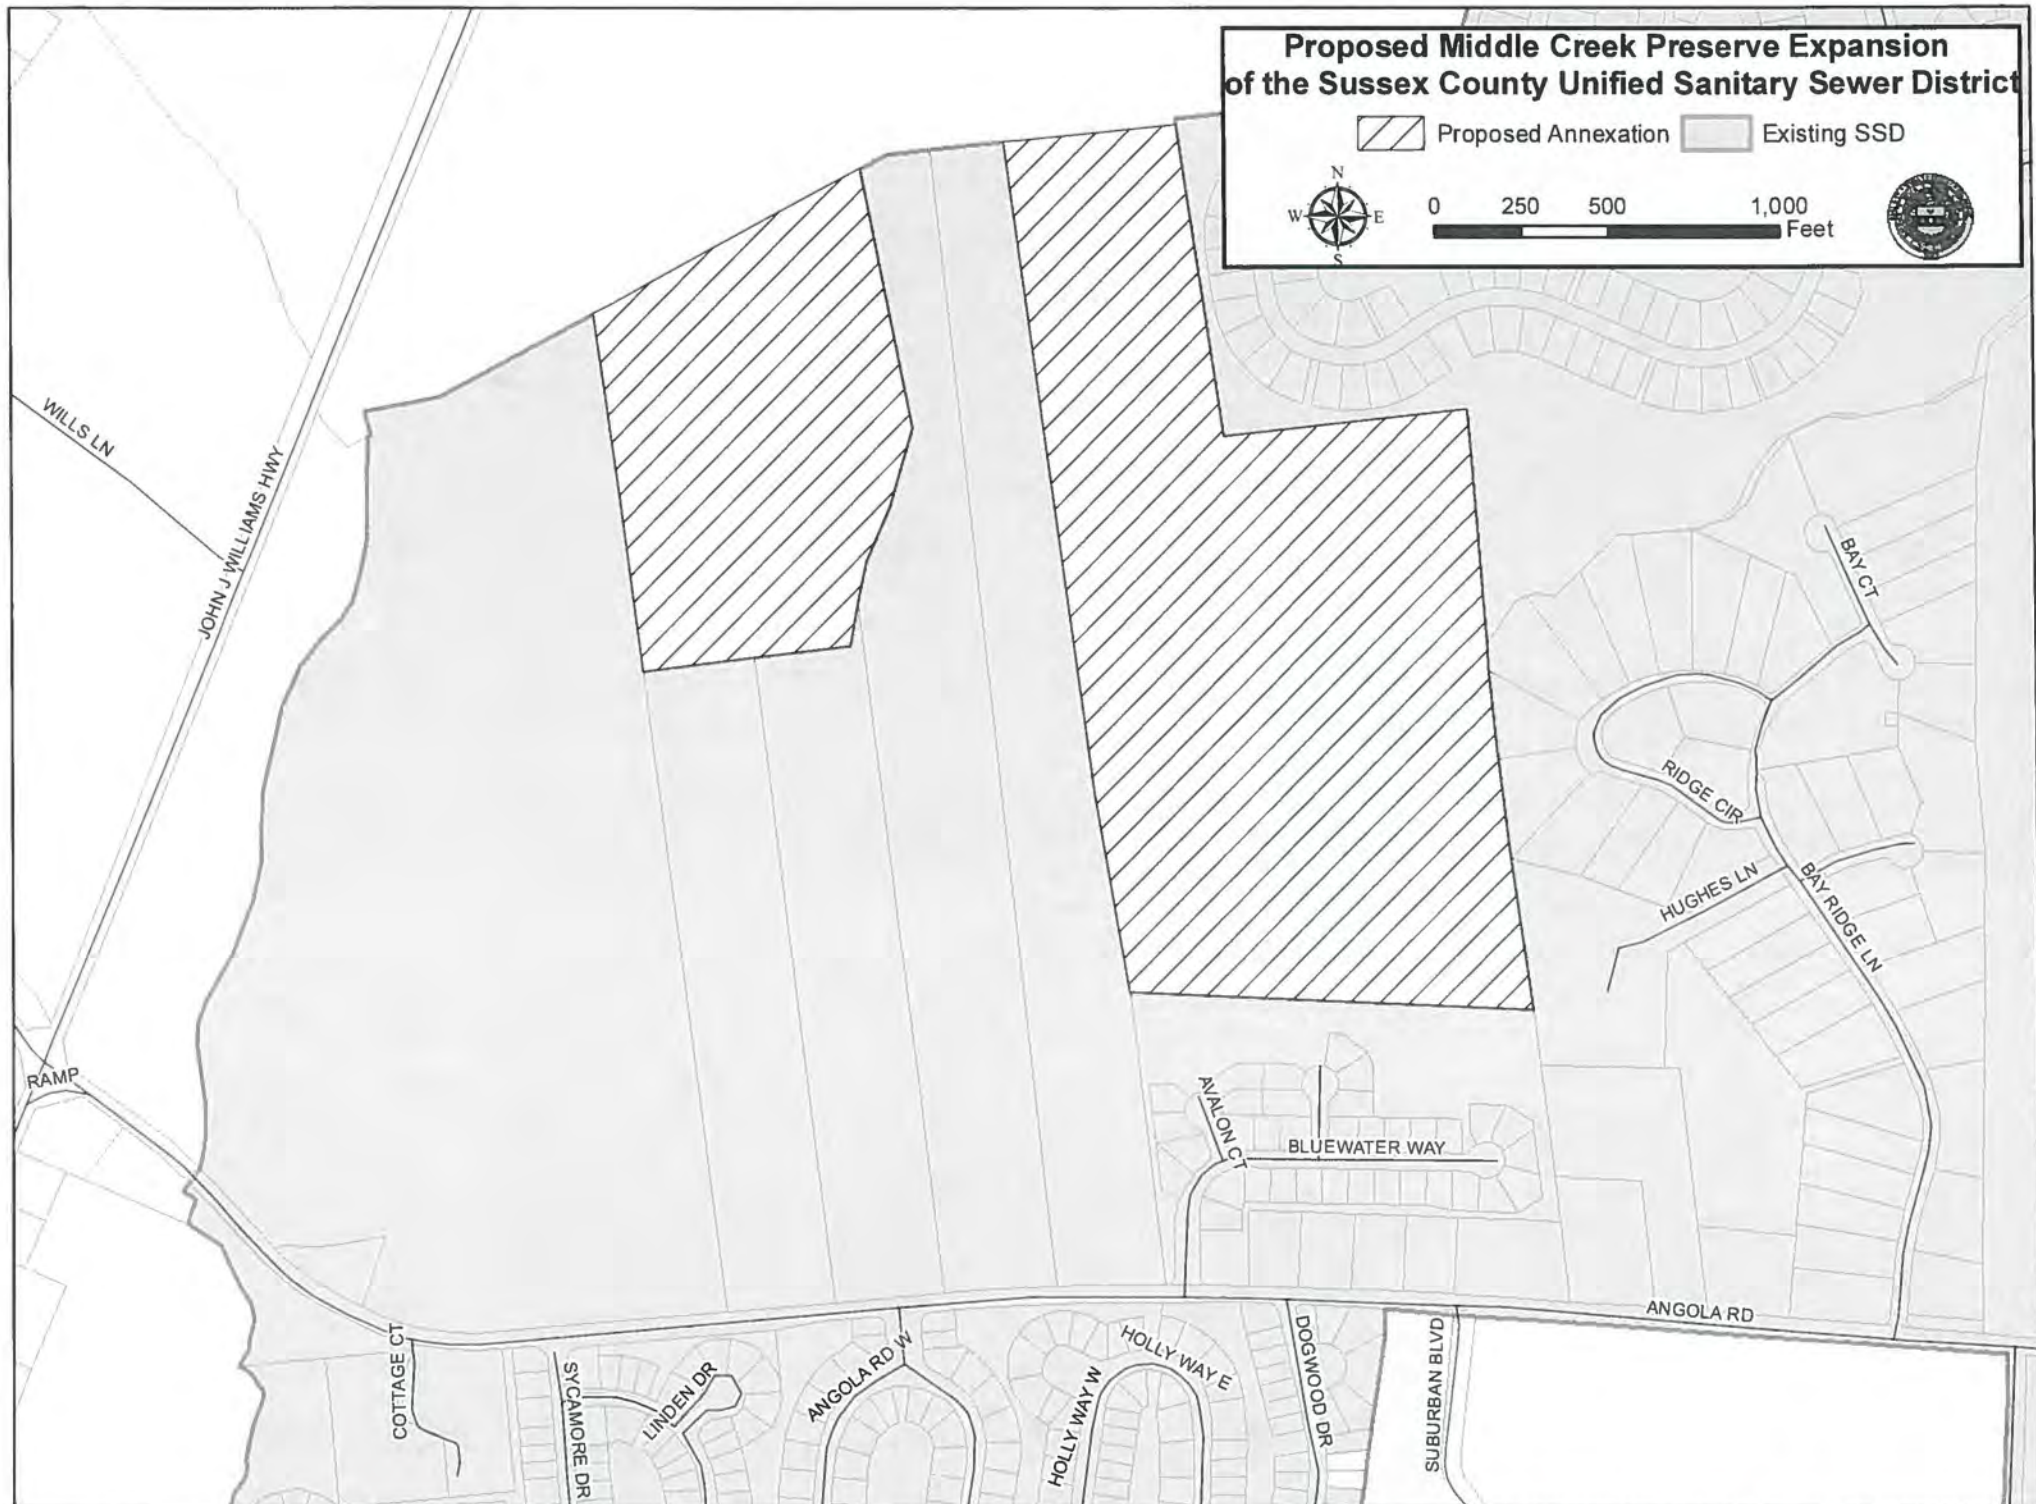 Proposed Middle Creek Preserve Expansion
of the Sussex County Unified Sanitary Sewer District
Proposed Annexation
Existing SSD
N
W
E
S
0 250 500 1,000
Feet
WILLS LN
JOHN J WILLIAMS HWY
BAY CT
RIDGE CIR
HUGHES LN
BAY RIDGE LN
RAMP
AVALON CT
BLUEWATER WAY
ANGOLA RD
COTTAGE CT
SYCAMORE DR
LINDEN DR
ANGOLA RD W
HOLLY WAY W
HOLLY WAY E
DOGWOOD DR
SUBURBAN BLVD